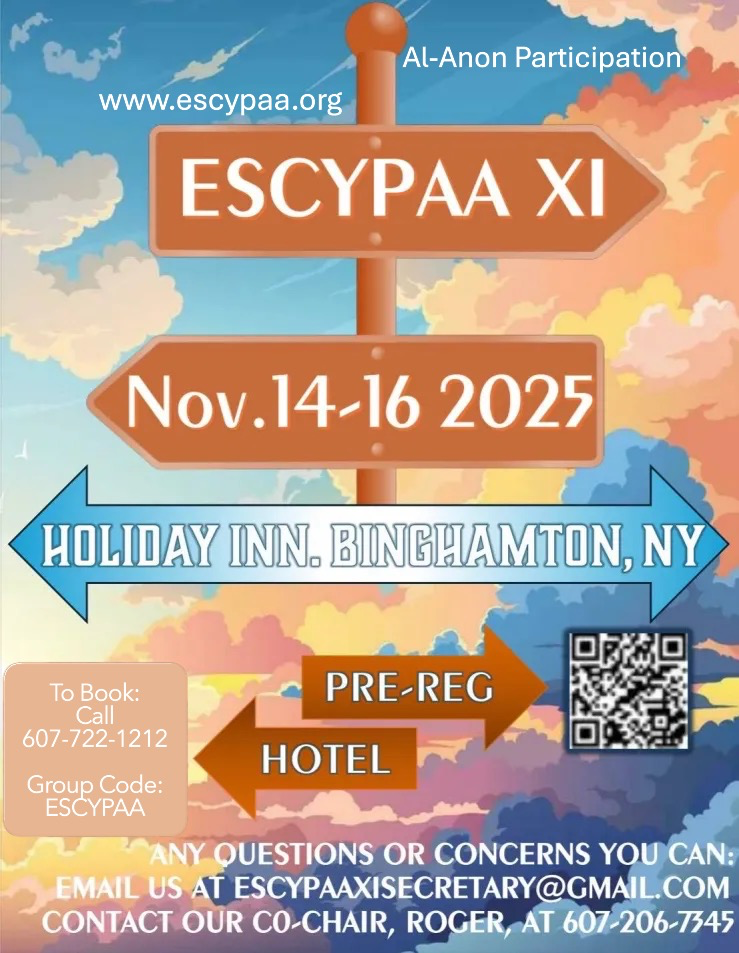 Al-Anon Participation
www.escypaa.org
ESCYPAA XI
Nov.14-16 2025
HOLIDAY INN. BINGHAMTON, NY
PRE-REG
HOTEL
To Book:
Call
607-722-1212
Group Code:
ESCYPAA
ANY QUESTIONS OR CONCERNS YOU CAN:
EMAIL US AT ESCYPAAXISECRETARY@GMAIL.COM
CONTACT OUR C0-CHAIR, ROGER, AT 607-206-7345